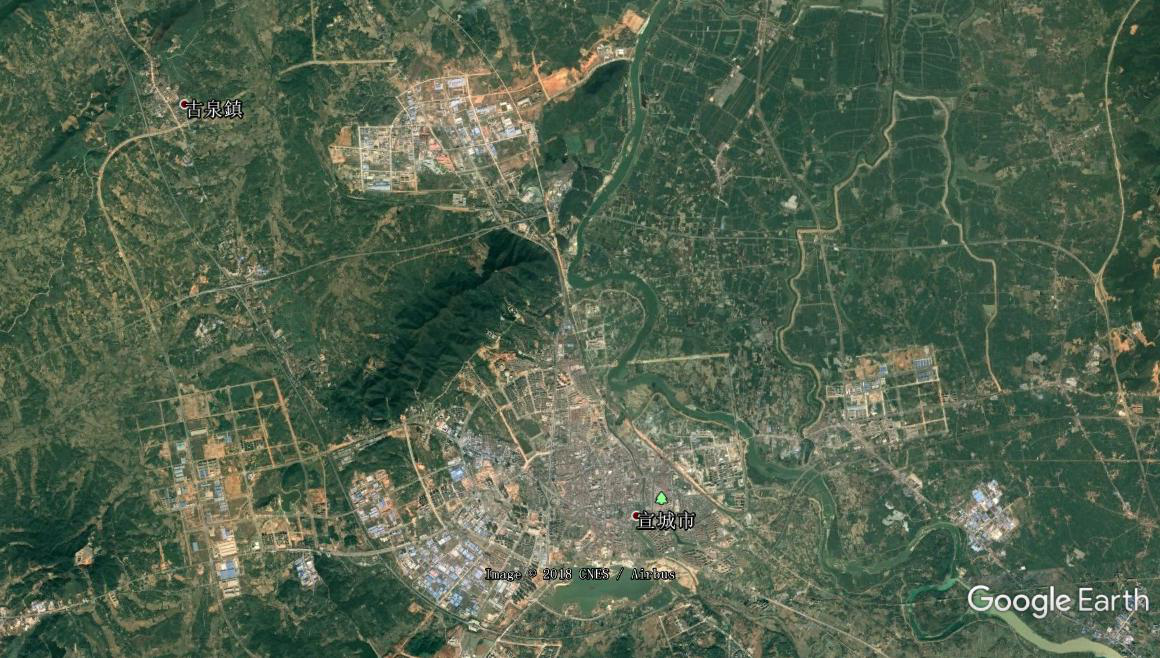 古泉鎮
宣城市
Image © 2018 CNES / Airbus
Google Earth